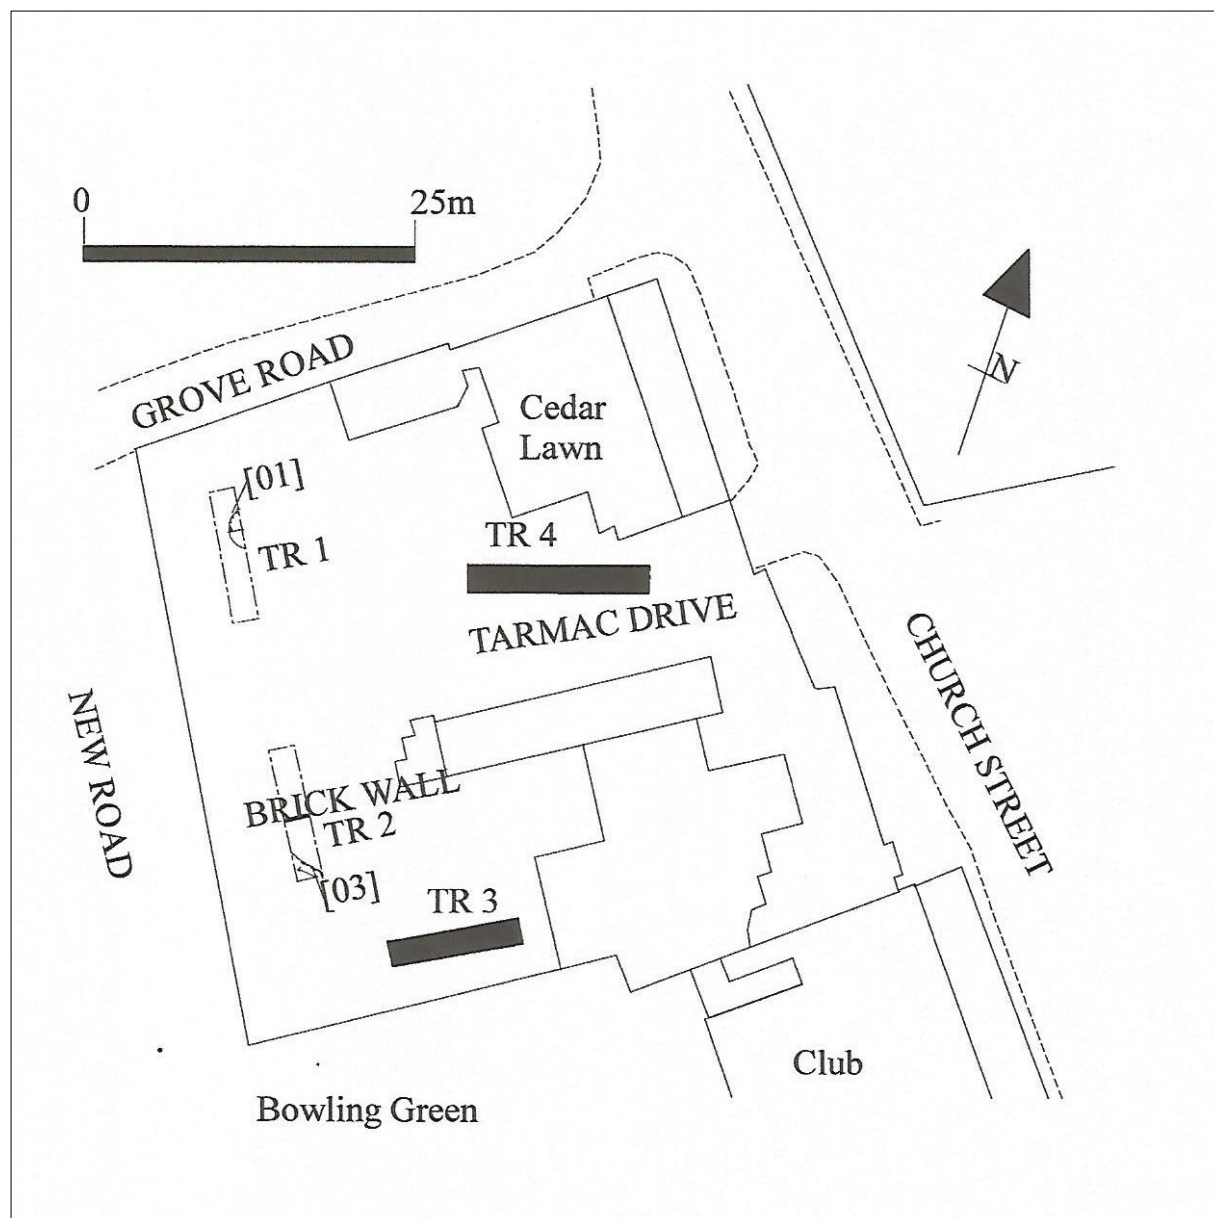 0
25m
GROVE ROAD
N
Cedar
Lawn
[01]
TR 1
TR 4
TARMAC DRIVE
CHURCH STREET
NEW ROAD
BRICK WALL
TR 2
[03]
TR 3
Club
Bowling Green